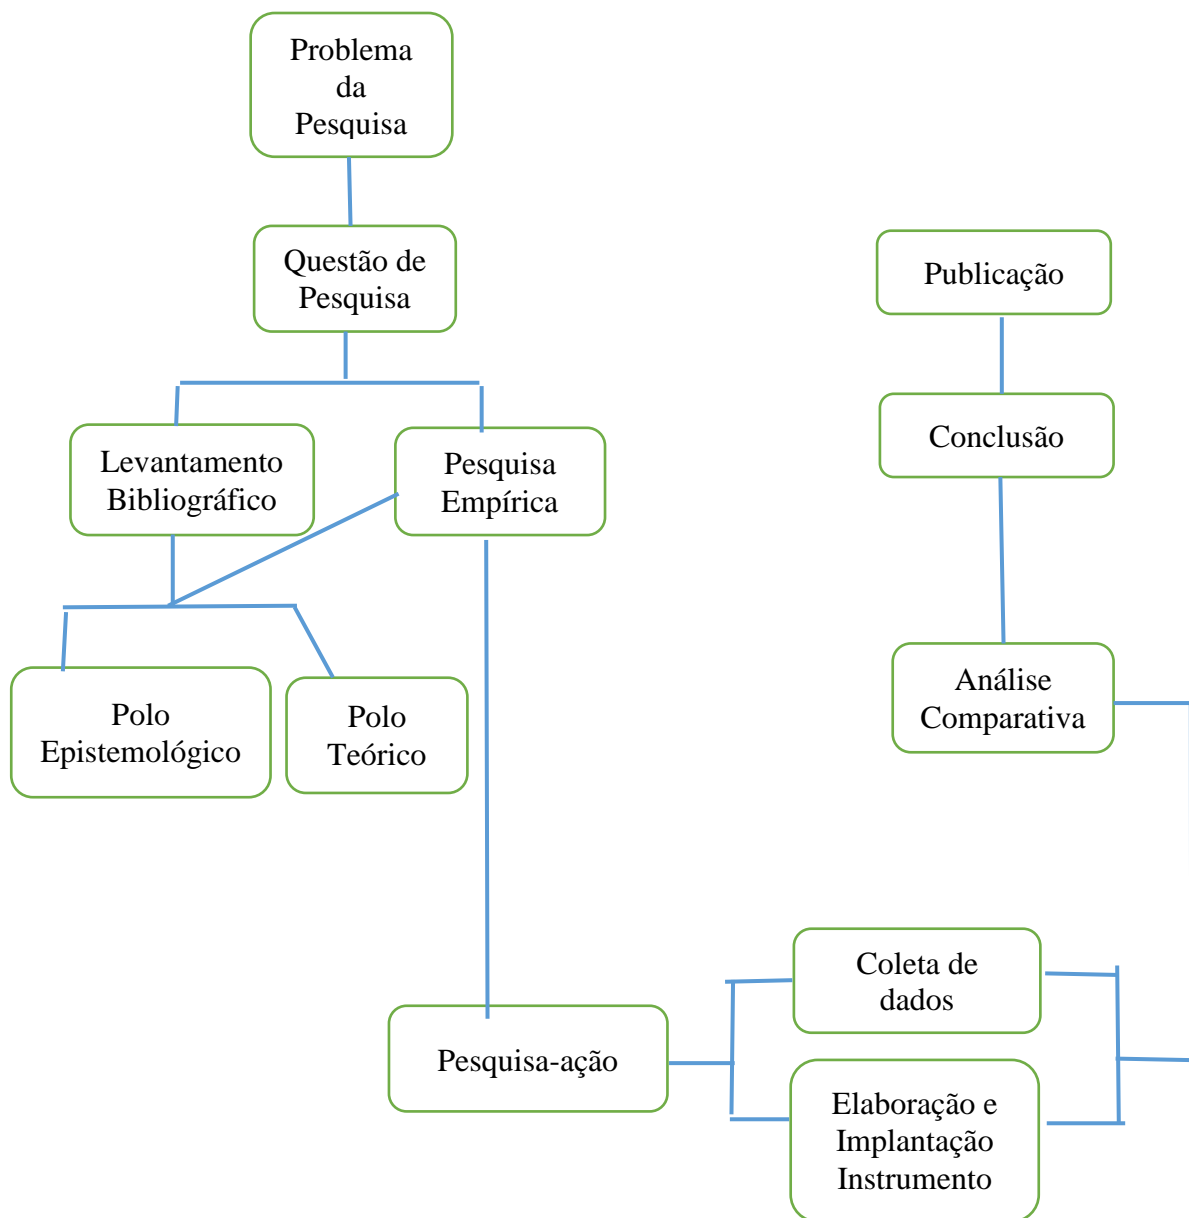 Problema
da
Pesquisa
Questão de
Pesquisa
Levantamento
Bibliográfico
Pesquisa
Empírica
Polo
Epistemológico
Polo
Teórico
Pesquisa-ação
Coleta de
dados
Elaboração e
Implantação
Instrumento
Análise
Comparativa
Conclusão
Publicação